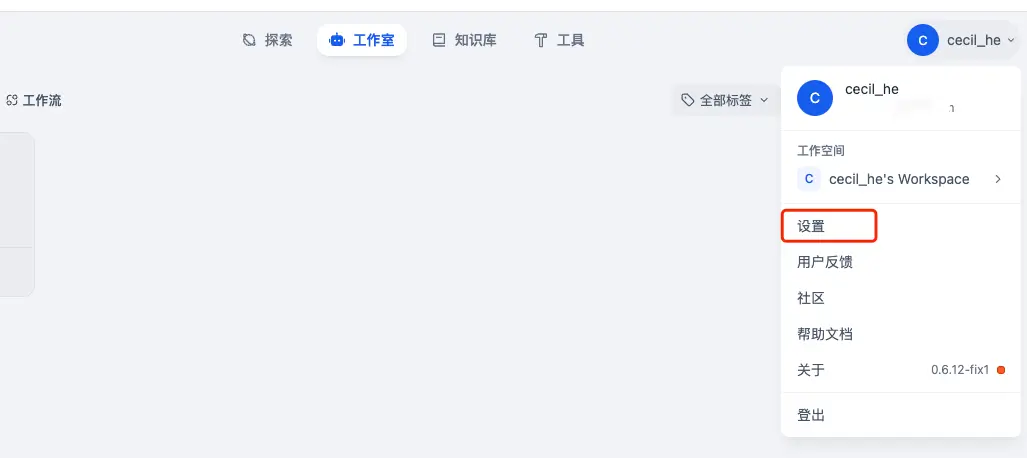 探索 工作室 知识库 工具 C cecil_he
工作流 全部标签
C cecil_he
工作空间
C cecil_he's Workspace
设置
用户反馈
社区
帮助文档
关于 0.6.12-fix1
登出